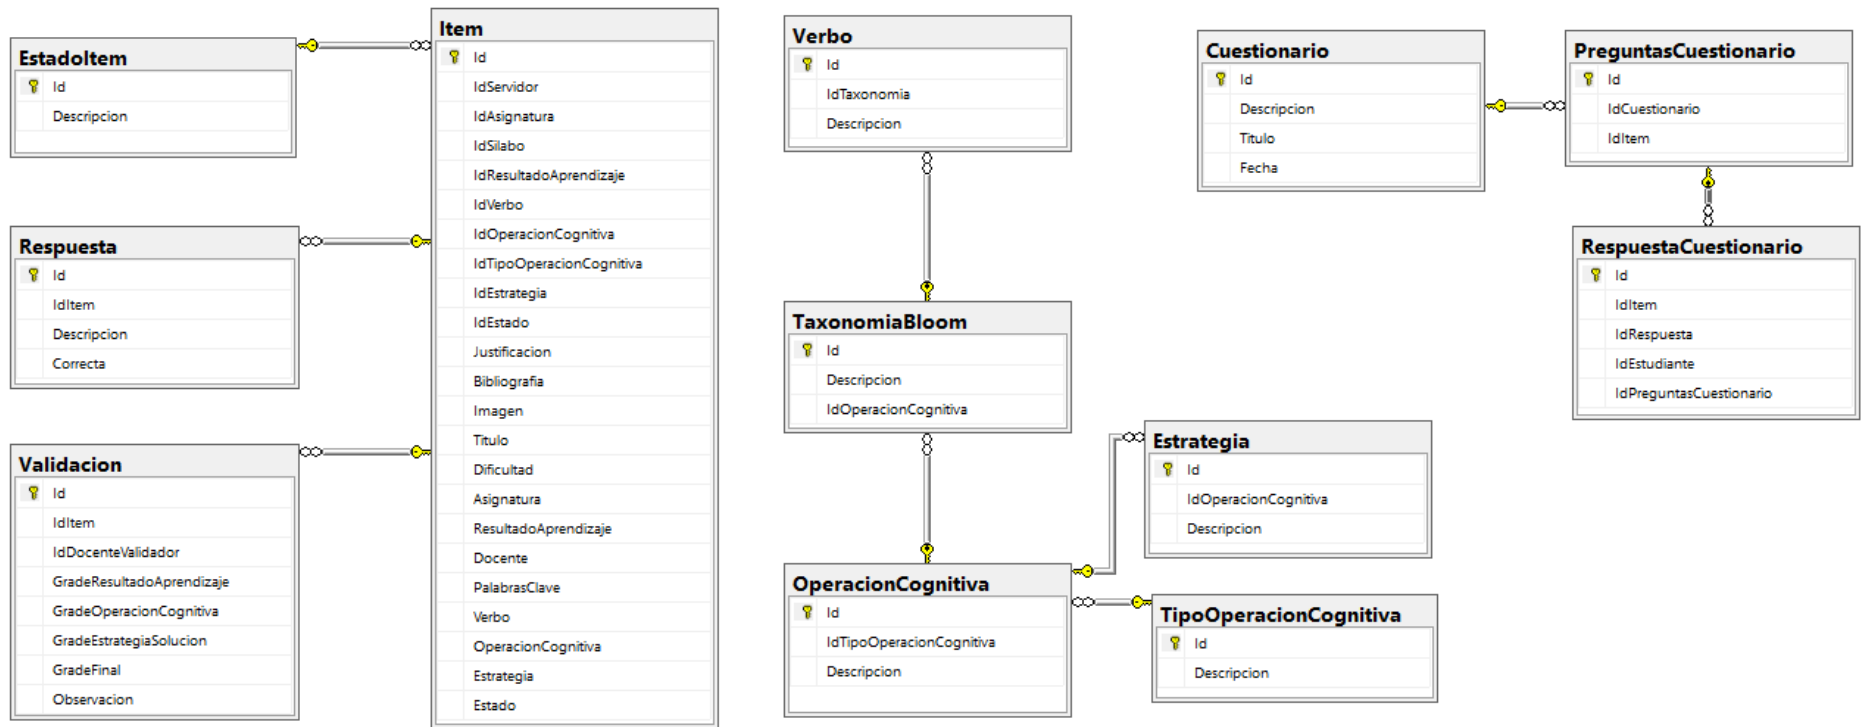 EstadoItem
Id
Descripcion
Respuesta
Id
IdItem
Descripcion
Correcta
Validacion
Id
IdItem
IdDocenteValidador
GradeResultadoAprendizaje
GradeOperacionCognitiva
GradeEstrategiaSolucion
GradeFinal
Observacion
Item
Id
IdServidor
IdAsignatura
IdSilabo
IdResultadoAprendizaje
IdVerbo
IdOperacionCognitiva
IdTipoOperacionCognitiva
IdEstrategia
IdEstado
Justificacion
Bibliografia
Imagen
Titulo
Dificultad
Asignatura
ResultadoAprendizaje
Docente
PalabrasClave
Verbo
OperacionCognitiva
Estrategia
Estado
Verbo
Id
IdTaxonomia
Descripcion
TaxonomiaBloom
Id
Descripcion
IdOperacionCognitiva
OperacionCognitiva
Id
IdTipoOperacionCognitiva
Descripcion
Estrategia
Id
IdOperacionCognitiva
Descripcion
TipoOperacionCognitiva
Id
Descripcion
Cuestionario
Id
Descripcion
Titulo
Fecha
PreguntasCuestionario
Id
IdCuestionario
IdItem
RespuestaCuestionario
Id
IdItem
IdRespuesta
IdEstudiante
IdPreguntasCuestionario